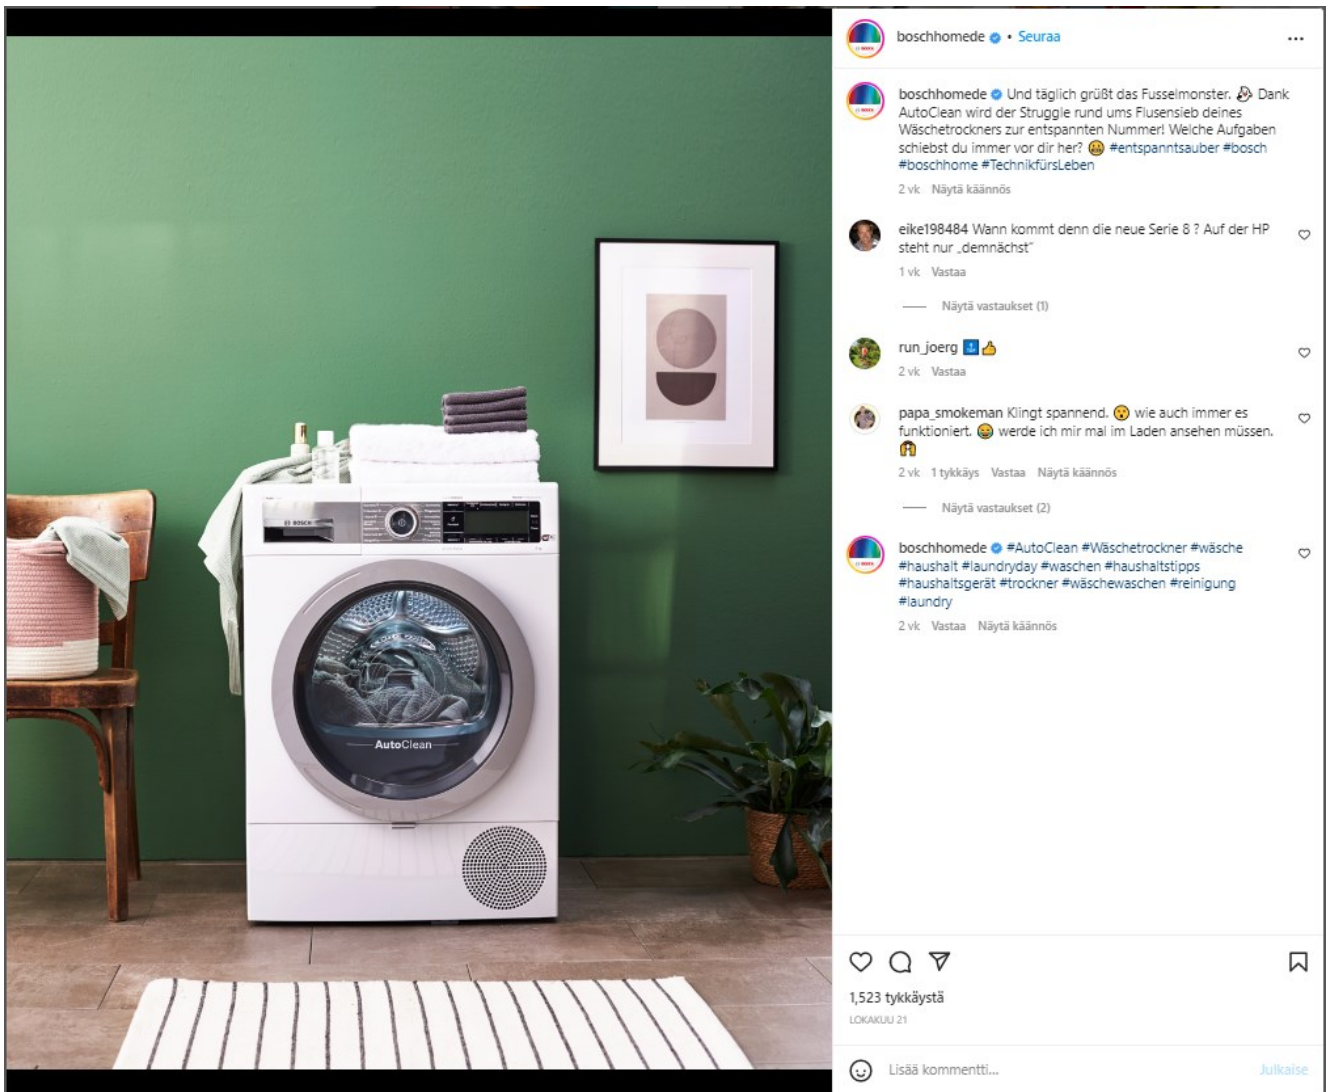 BOSCH
AutoClean
boschhomede • Seuraa
boschhomede Und täglich grüßt das Fusselmonster. Dank
AutoClean wird der Struggle rund ums Flusensieb deines
Wäschetrockners zur entspannten Nummer! Welche Aufgaben
schiebst du immer vor dir her? #entspanntsauber #bosch
#boschhome #TechnikfürsLeben
2 vk Näytä käännös
eike198484 Wann kommt denn die neue Serie 8 ? Auf der HP
steht nur „demnächst“
1 vk Vastaa
Näytä vastaukset (1)
run_joerg
2 vk Vastaa
papa_smokeman Klingt spannend. 😮 wie auch immer es
funktioniert. 😂 werde ich mir mal im Laden ansehen müssen.
2 vk 1 tykkäys Vastaa Näytä käännös
Näytä vastaukset (2)
boschhomede #AutoClean #Wäschetrockner #wäsche
#haushalt #laundryday #waschen #haushaltstipps
#haushaltsgerät #trockner #wäschewaschen #reinigung
#laundry
2 vk Vastaa Näytä käännös
1,523 tykkäystä
LOKAKUU 21
Lisää kommentti... Julkaise